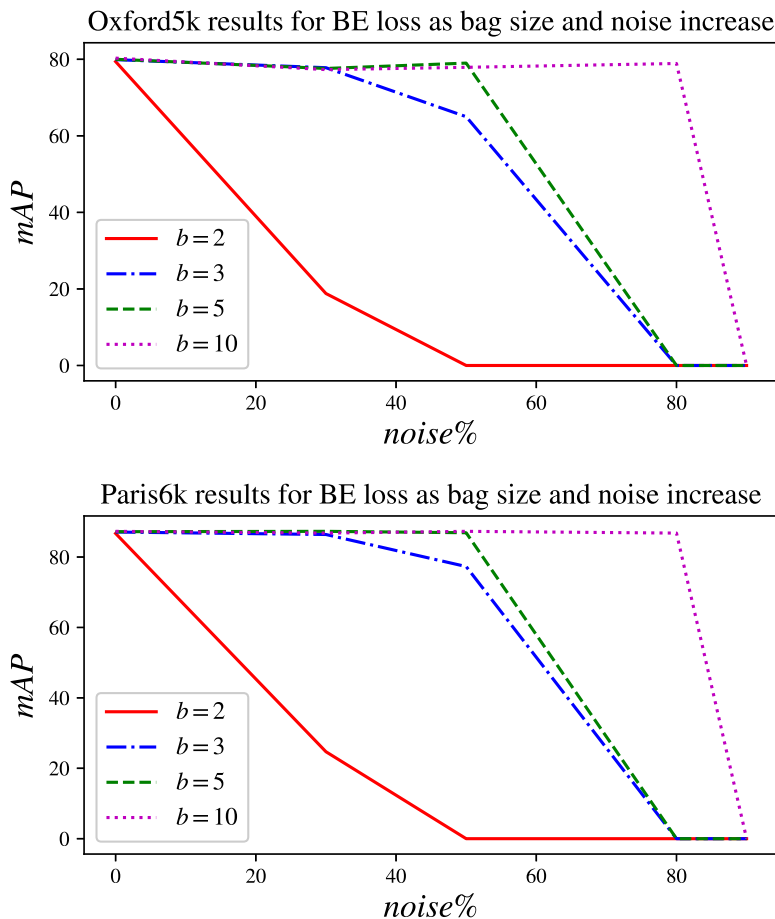 Oxford5k results for BE loss as bag size and noise increase
80
60
40
20
0
mAP
b = 2
b = 3
b = 5
b = 10
0 20 40 60 80
noise%
Paris6k results for BE loss as bag size and noise increase
80
60
40
20
0
mAP
b = 2
b = 3
b = 5
b = 10
0 20 40 60 80
noise%